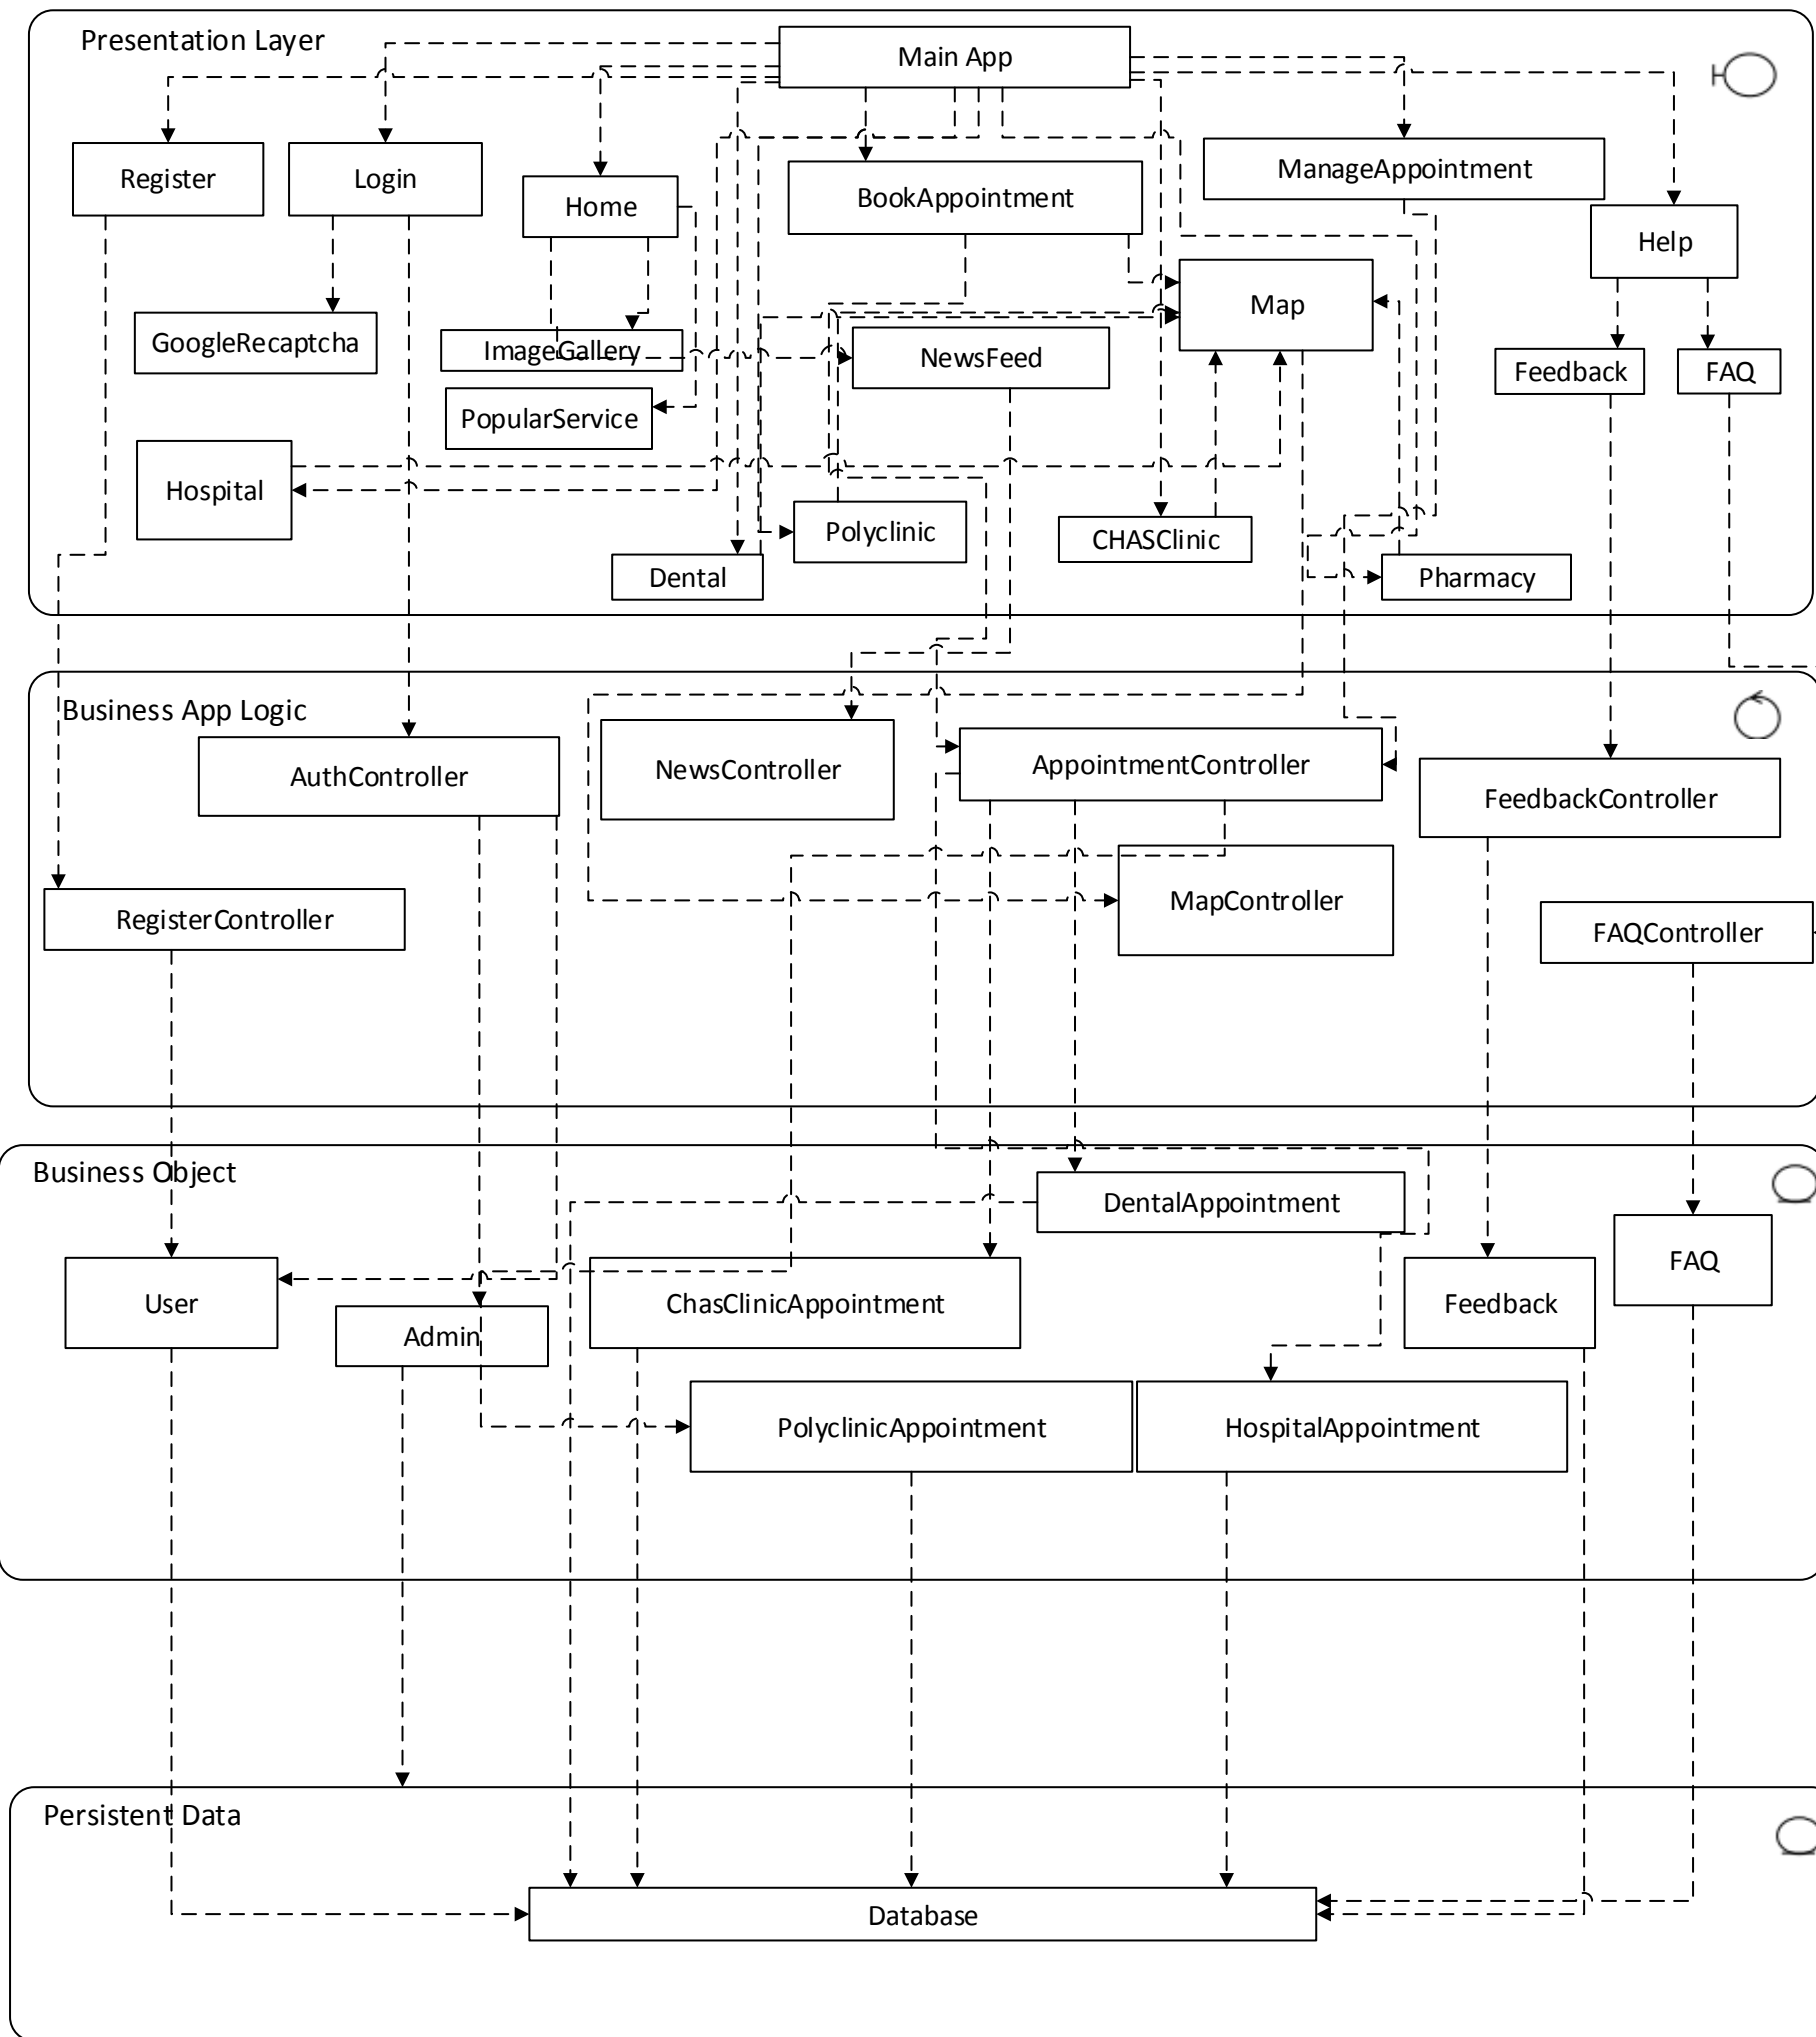 Presentation Layer
Main App
Register
Login
Home
BookAppointment
ManageAppointment
Help
GoogleRecaptcha
ImageGallery
NewsFeed
Map
Feedback
FAQ
PopularService
Hospital
Polyclinic
CHASClinic
Dental
Pharmacy
Business App Logic
AuthController
NewsController
AppointmentController
FeedbackController
RegisterController
MapController
FAQController
Business Object
DentalAppointment
User
Admin
ChasClinicAppointment
Feedback
FAQ
PolyclinicAppointment
HospitalAppointment
Persistent Data
Database